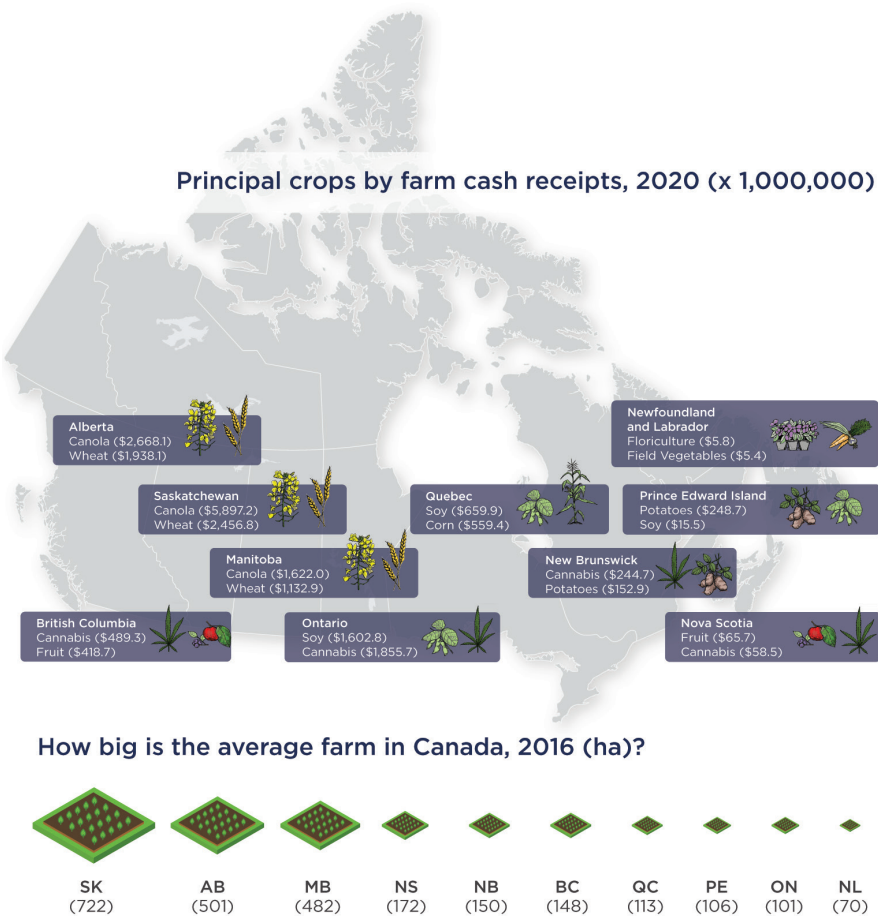 Principal crops by farm cash receipts, 2020 (x 1,000,000)
Alberta
Canola ($2,668.1)
Wheat ($1,938.1)
Newfoundland
and Labrador
Floriculture ($5.8)
Field Vegetables ($5.4)
Saskatchewan
Canola ($5,897.2)
Wheat ($2,456.8)
Quebec
Soy ($659.9)
Corn ($559.4)
Prince Edward Island
Potatoes ($248.7)
Soy ($15.5)
Manitoba
Canola ($1,622.0)
Wheat ($1,132.9)
New Brunswick
Cannabis ($244.7)
Potatoes ($152.9)
British Columbia
Cannabis ($489.3)
Fruit ($418.7)
Ontario
Soy ($1,602.8)
Cannabis ($1,855.7)
Nova Scotia
Fruit ($65.7)
Cannabis ($58.5)
How big is the average farm in Canada, 2016 (ha)?
SK AB MB NS NB BC QC PE ON NL
(722) (501) (482) (172) (150) (148) (113) (106) (101) (70)